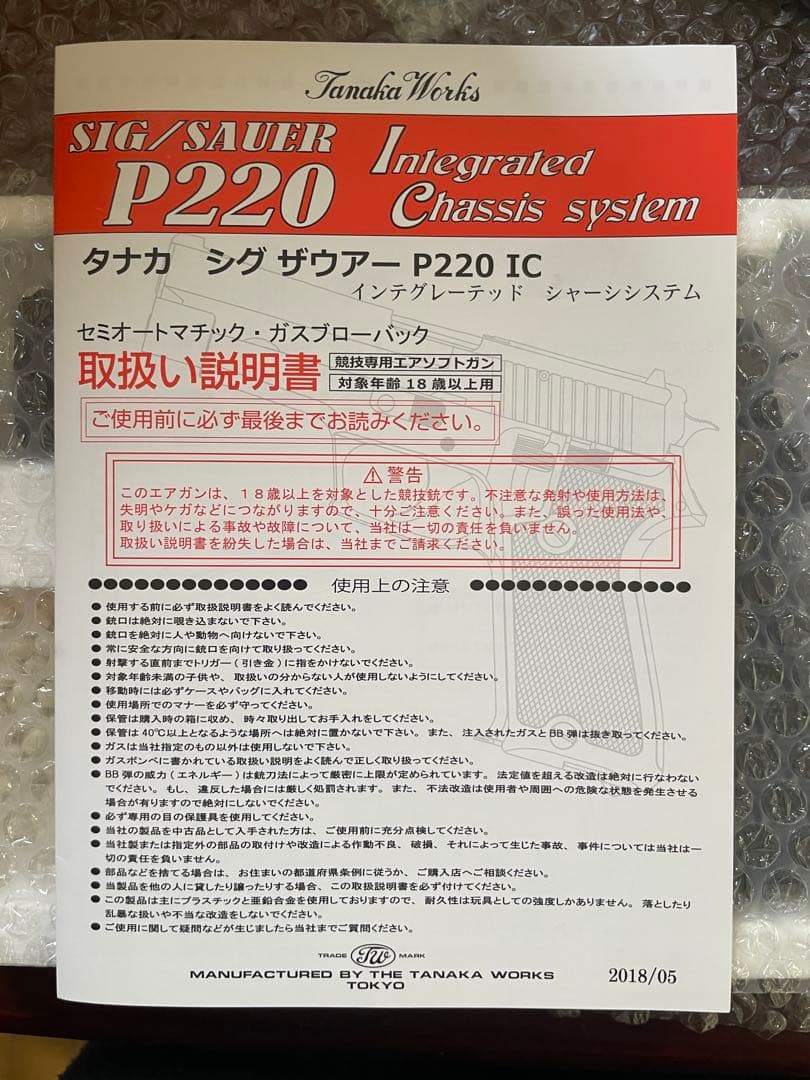 Tanaka Works
SIG/SAUER
P220
Integrated
Chassis system
タナカ　シグ ザウアー P220 IC
インテグレーテッド　シャーシシステム
セミオートマチック・ガスブローバック
取扱い説明書
競技専用エアソフトガン
対象年齢 18 歳以上用
ご使用前に必ず最後までお読みください。
⚠ 警告
このエアガンは、１８歳以上を対象とした競技銃です。不注意な発射や使用方法は、
失明やケガなどにつながりますので、十分ご注意ください。また、誤った使用法や、
取り扱いによる事故や故障について、当社は一切の責任を負いません。
取扱い説明書を紛失した場合は、当社までご請求ください。
●●●●●●●●●●●●●● 使用上の注意 ●●●●●●●●●●●●●●
● 使用する前に必ず取扱説明書をよく読んでください。
● 銃口は絶対に覗き込まないで下さい。
● 銃口を絶対に人や動物へ向けないで下さい。
● 常に安全な方向に銃口を向けて取り扱ってください。
● 射撃する直前までトリガー ( 引き金 ) に指をかけないでください。
● 対象年齢未満の子供や、 取扱いの分からない人が使用しないようにしてください。
● 移動時には必ずケースやバッグに入れてください。
● 使用場所でのマナーを必ず守ってください。
● 保管は購入時の箱に収め、 時々取り出してお手入れをしてください。
● 保管は 40℃以上となるような場所へは絶対に置かないで下さい。 また、 注入されたガスと BB 弾は抜き取ってください。
● ガスは当社指定のもの以外は使用しないで下さい。
● ガスボンベに書かれている取扱い説明をよく読んで正しく取り扱ってください。
● BB 弾の威力 ( エネルギー ) は銃刀法によって厳密に上限が定められています。 法定値を超える改造は絶対に行なわない
でください。 もし、 違反した場合には厳しく処罰されます。 また、 不法改造は使用者や周囲への危険な状態を発生させる
場合が有りますので絶対にしないでください。
● 必ず専用の目の保護具を使用してください。
● 当社の製品を中古品として入手された方は、 ご使用前に充分点検してください。
● 当社製または指定外の部品の取付けや改造による作動不良、 破損、 それによって生じた事故、 事件については当社は一
切の責任を負いません。
● 部品などを捨てる場合は、 お住まいの都道府県条例に従うか、 ご購入店へご相談ください。
● 当製品を他の人に貸したり譲ったりする場合、 この取扱説明書を必ず付けてください。
● この製品は主にプラスチックと亜鉛合金を使用しておりますので、 耐久性は玩具としての強度しかありません。 落としたり
乱暴な扱いや不当な改造をしないでください。
● ご使用に関して疑問などが生じましたら当社までご質問ください。
TRADE TW MARK
MANUFACTURED BY THE TANAKA WORKS
TOKYO
2018/05